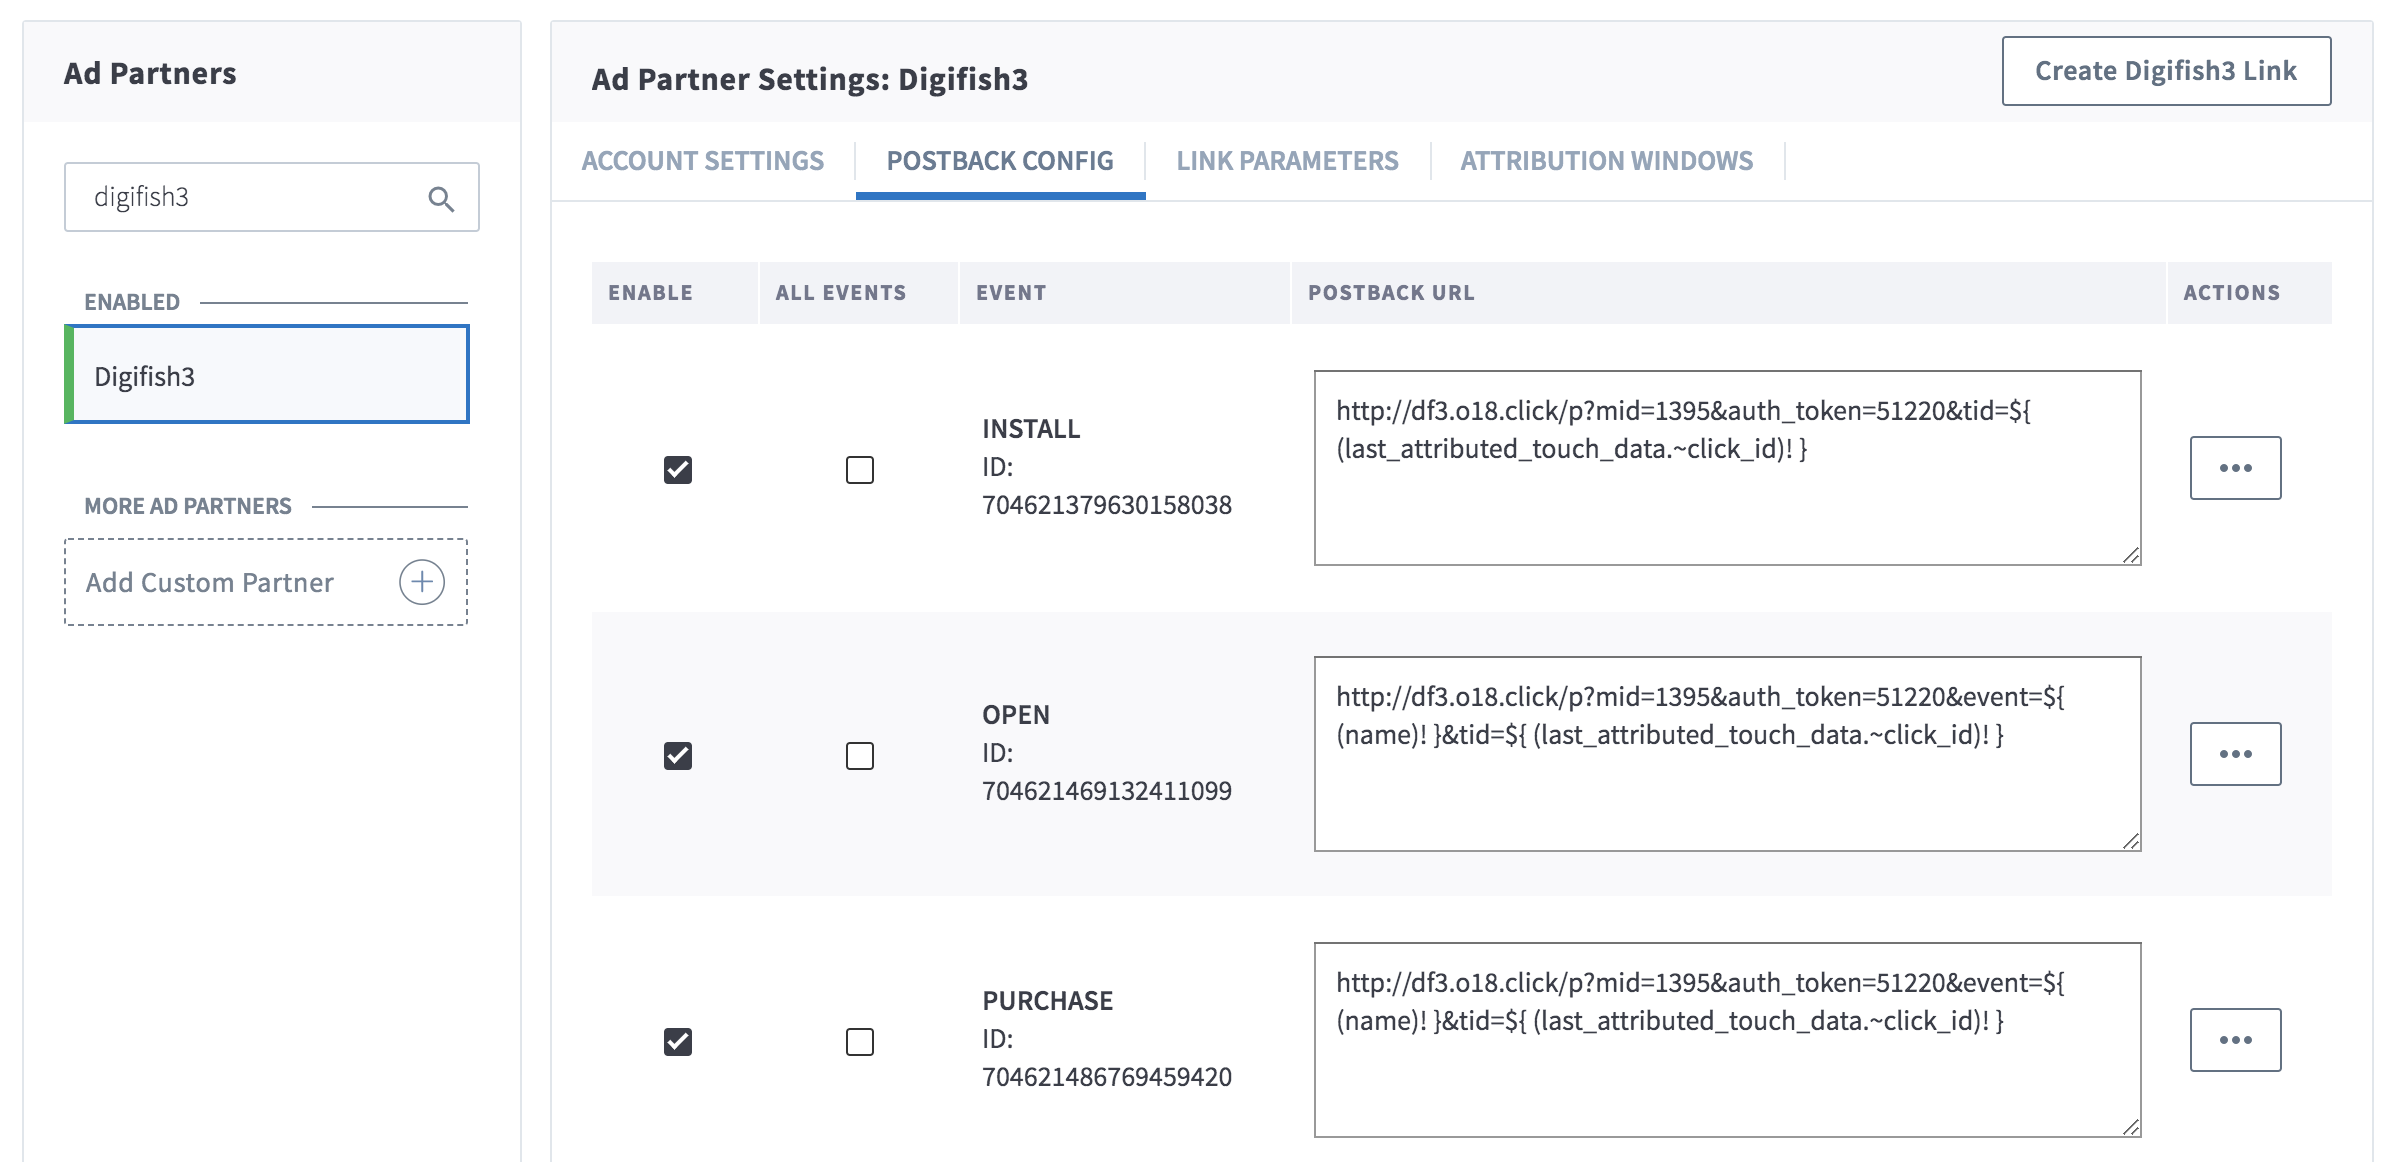 Ad Partners
digifish3
ENABLED
Digifish3
MORE AD PARTNERS
Add Custom Partner
Ad Partner Settings: Digifish3
Create Digifish3 Link
ACCOUNT SETTINGS
POSTBACK CONFIG
LINK PARAMETERS
ATTRIBUTION WINDOWS
ENABLE
ALL EVENTS
EVENT
POSTBACK URL
ACTIONS
INSTALL
ID:
704621379630158038
http://df3.o18.click/p?mid=1395&auth_token=51220&tid=${
(last_attributed_touch_data.~click_id)! }
OPEN
ID:
704621469132411099
http://df3.o18.click/p?mid=1395&auth_token=51220&event=${
(name)! }&tid=${ (last_attributed_touch_data.~click_id)! }
PURCHASE
ID:
704621486769459420
http://df3.o18.click/p?mid=1395&auth_token=51220&event=${
(name)! }&tid=${ (last_attributed_touch_data.~click_id)! }